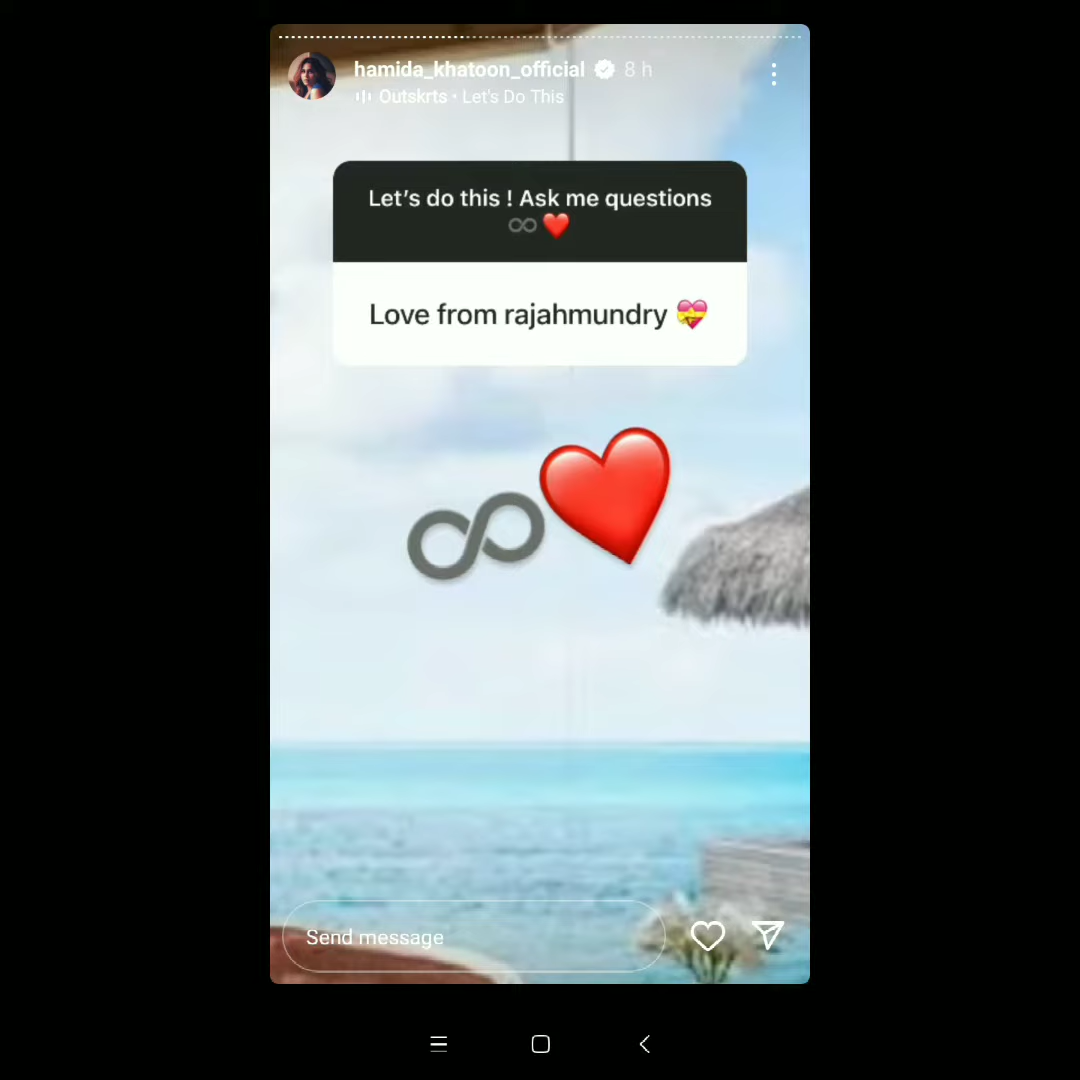 hamida_khatoon_official 8 h
Outskrts • Let's Do This
Let's do this ! Ask me questions
∞❤️
Love from rajahmundry 💝
∞❤️
Send message